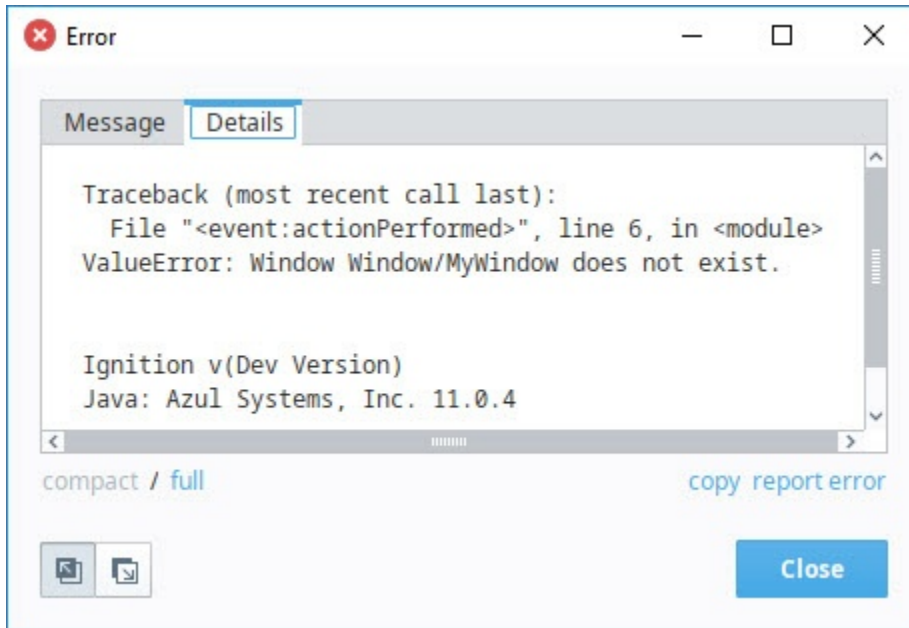 Error
Message Details
Traceback (most recent call last):
  File "<event:actionPerformed>", line 6, in <module>
ValueError: Window Window/MyWindow does not exist.
Ignition v(Dev Version)
Java: Azul Systems, Inc. 11.0.4
compact / full copy report error
Close